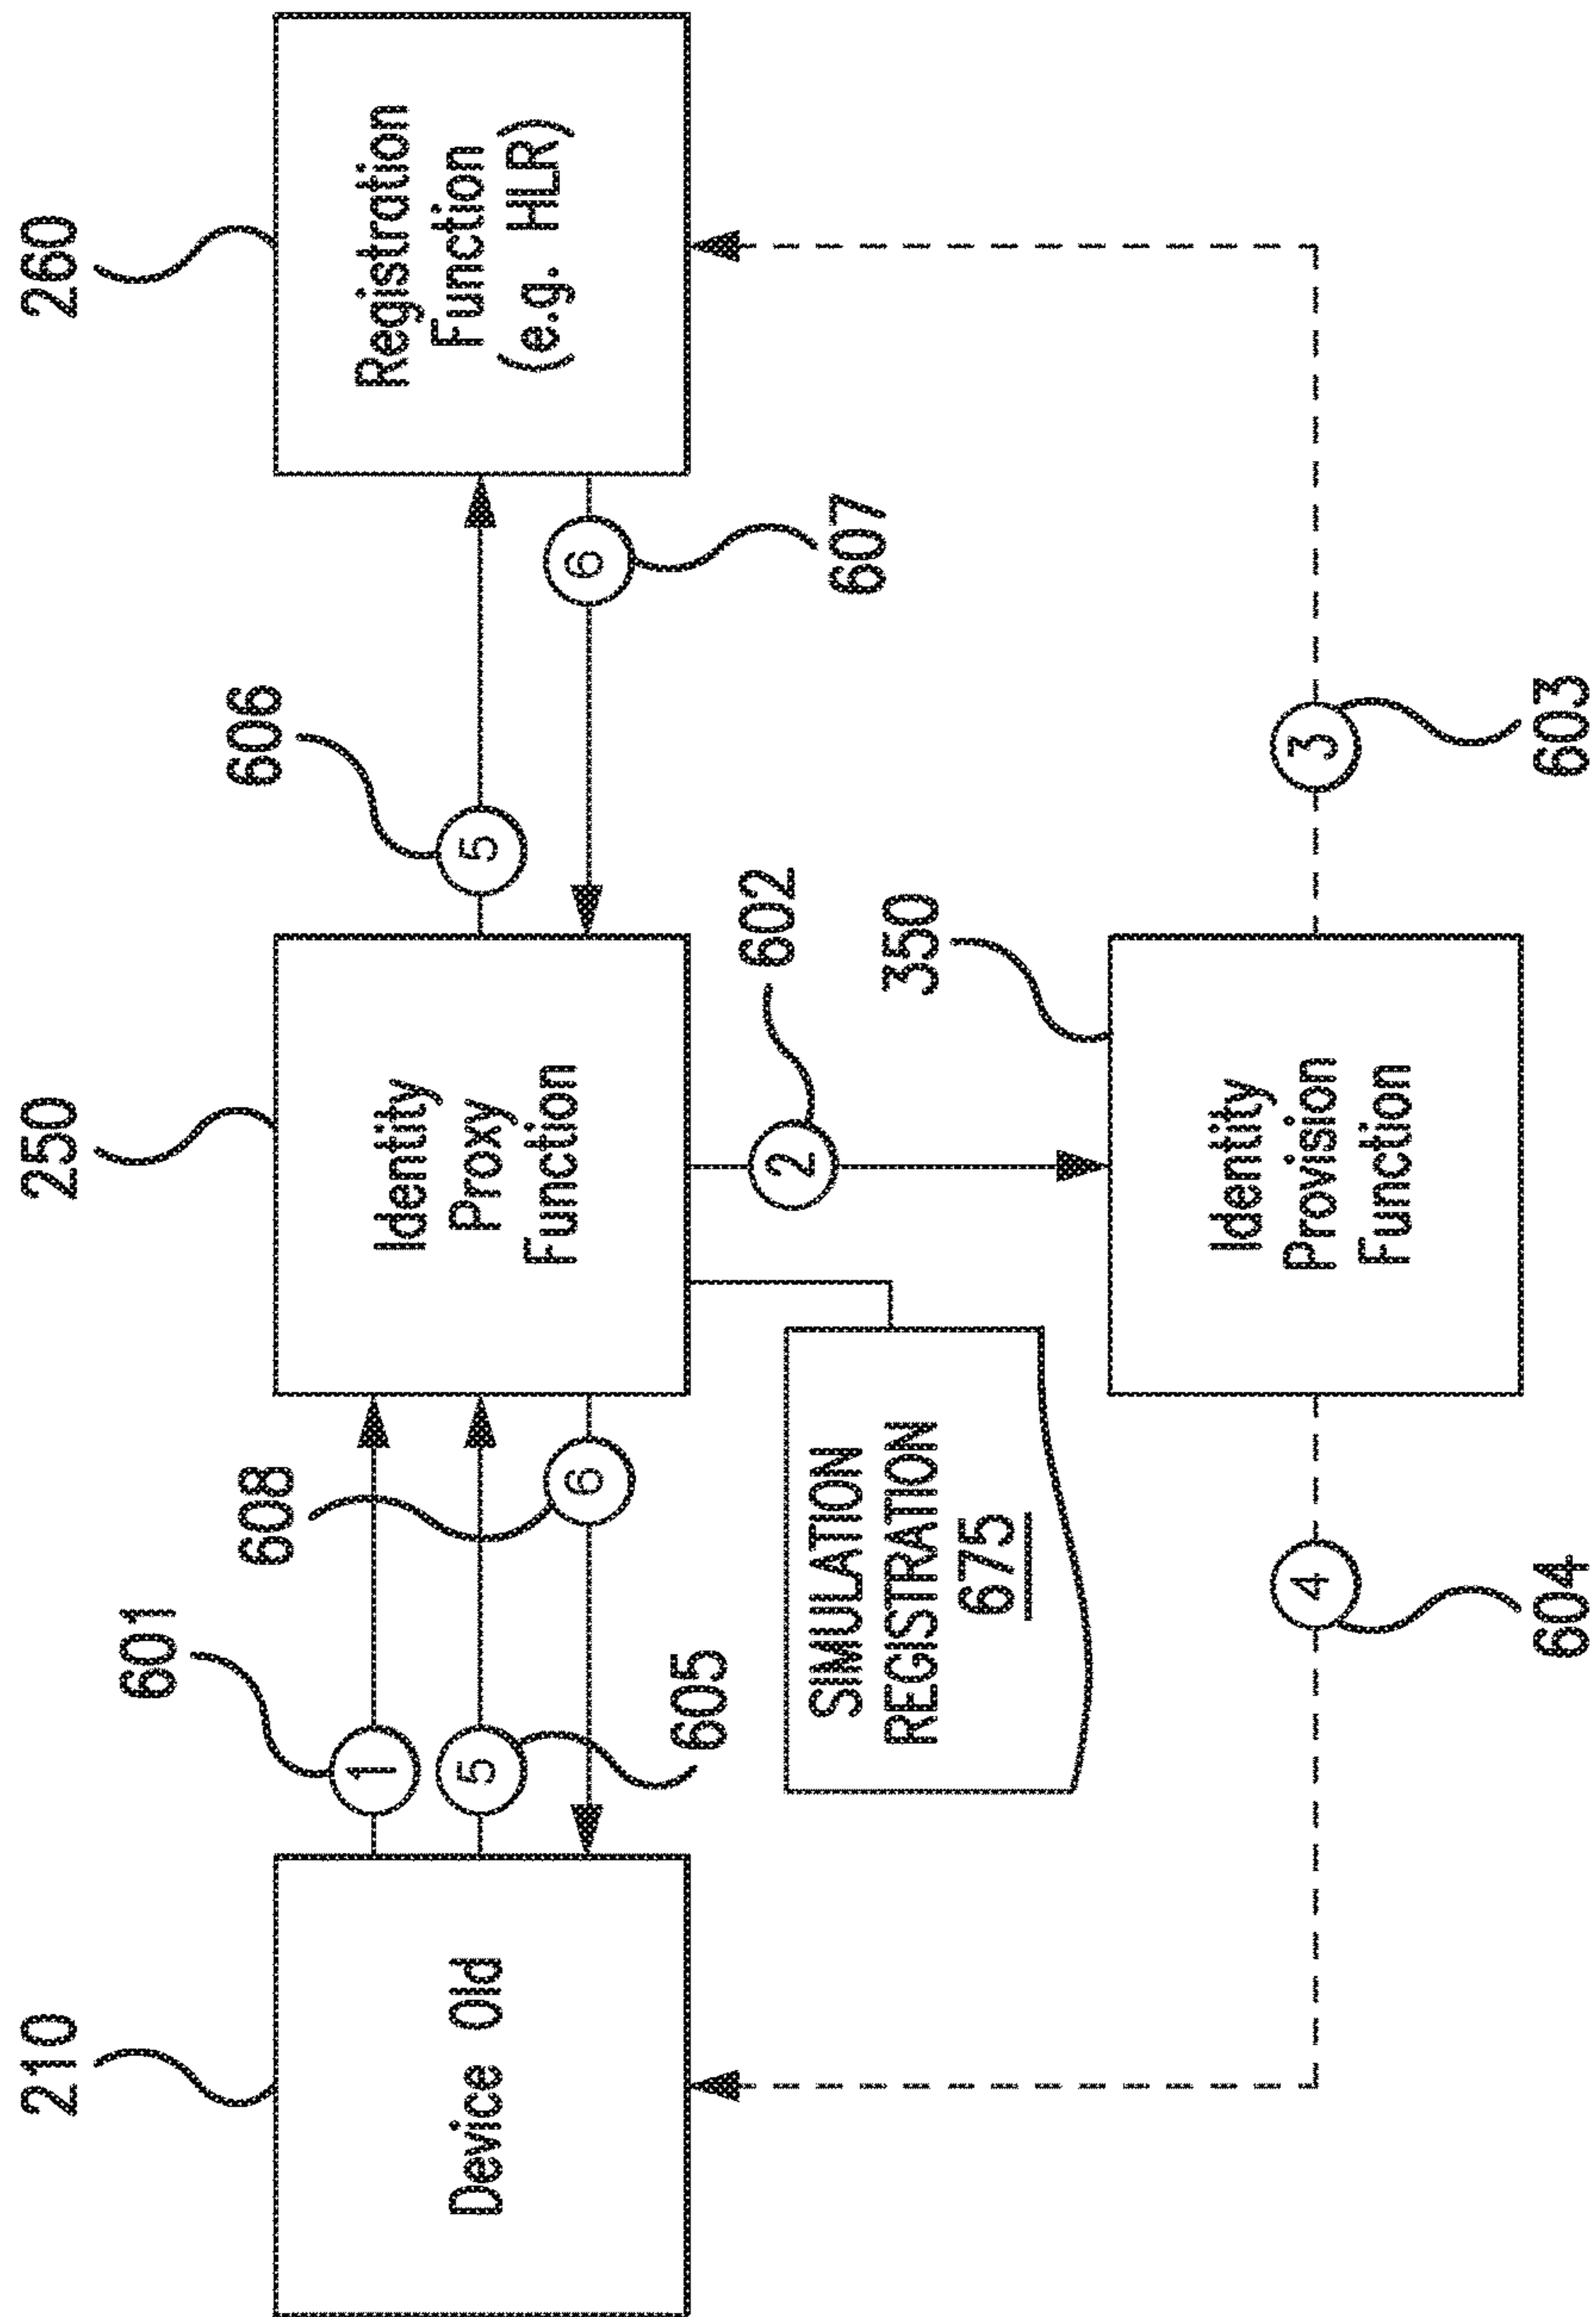 210
250
260
Device Old
Identity
Proxy
Function
Registration
Function
(e.g. HLR)
601
1
608
605
5
6
606
5
6
607
602
2
SIMULATION
REGISTRATION
675
350
Identity
Provision
Function
4
604
3
603